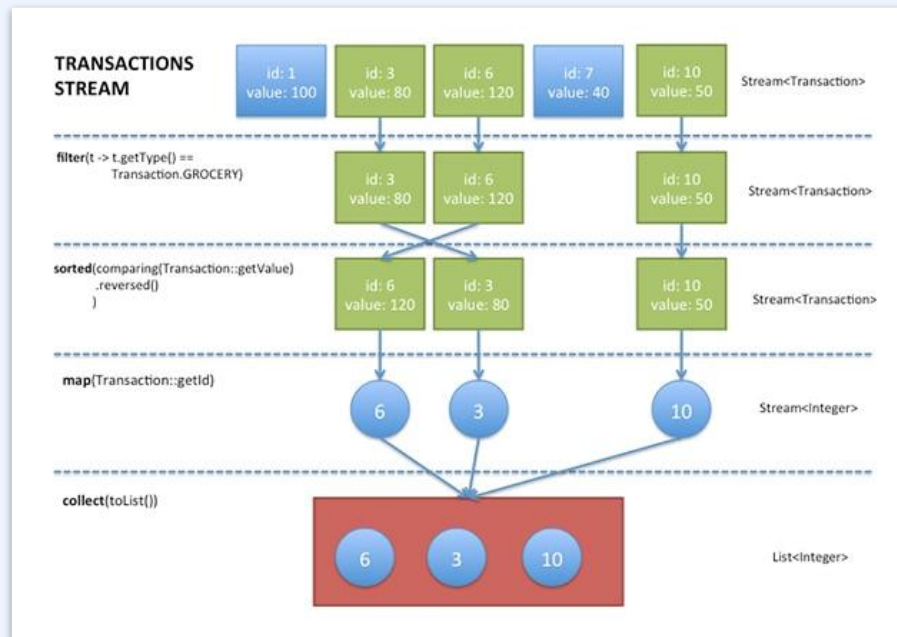 TRANSACTIONS
STREAM
id: 1
value: 100
id: 3
value: 80
id: 6
value: 120
id: 7
value: 40
id: 10
value: 50
Stream<Transaction>
filter(t -> t.getType() ==
Transaction.GROCERY)
id: 3
value: 80
id: 6
value: 120
id: 10
value: 50
Stream<Transaction>
sorted(comparing(Transaction::getValue)
.reversed()
)
id: 6
value: 120
id: 3
value: 80
id: 10
value: 50
Stream<Transaction>
map(Transaction::getId)
6
3
10
Stream<Integer>
collect(toList())
6
3
10
List<Integer>